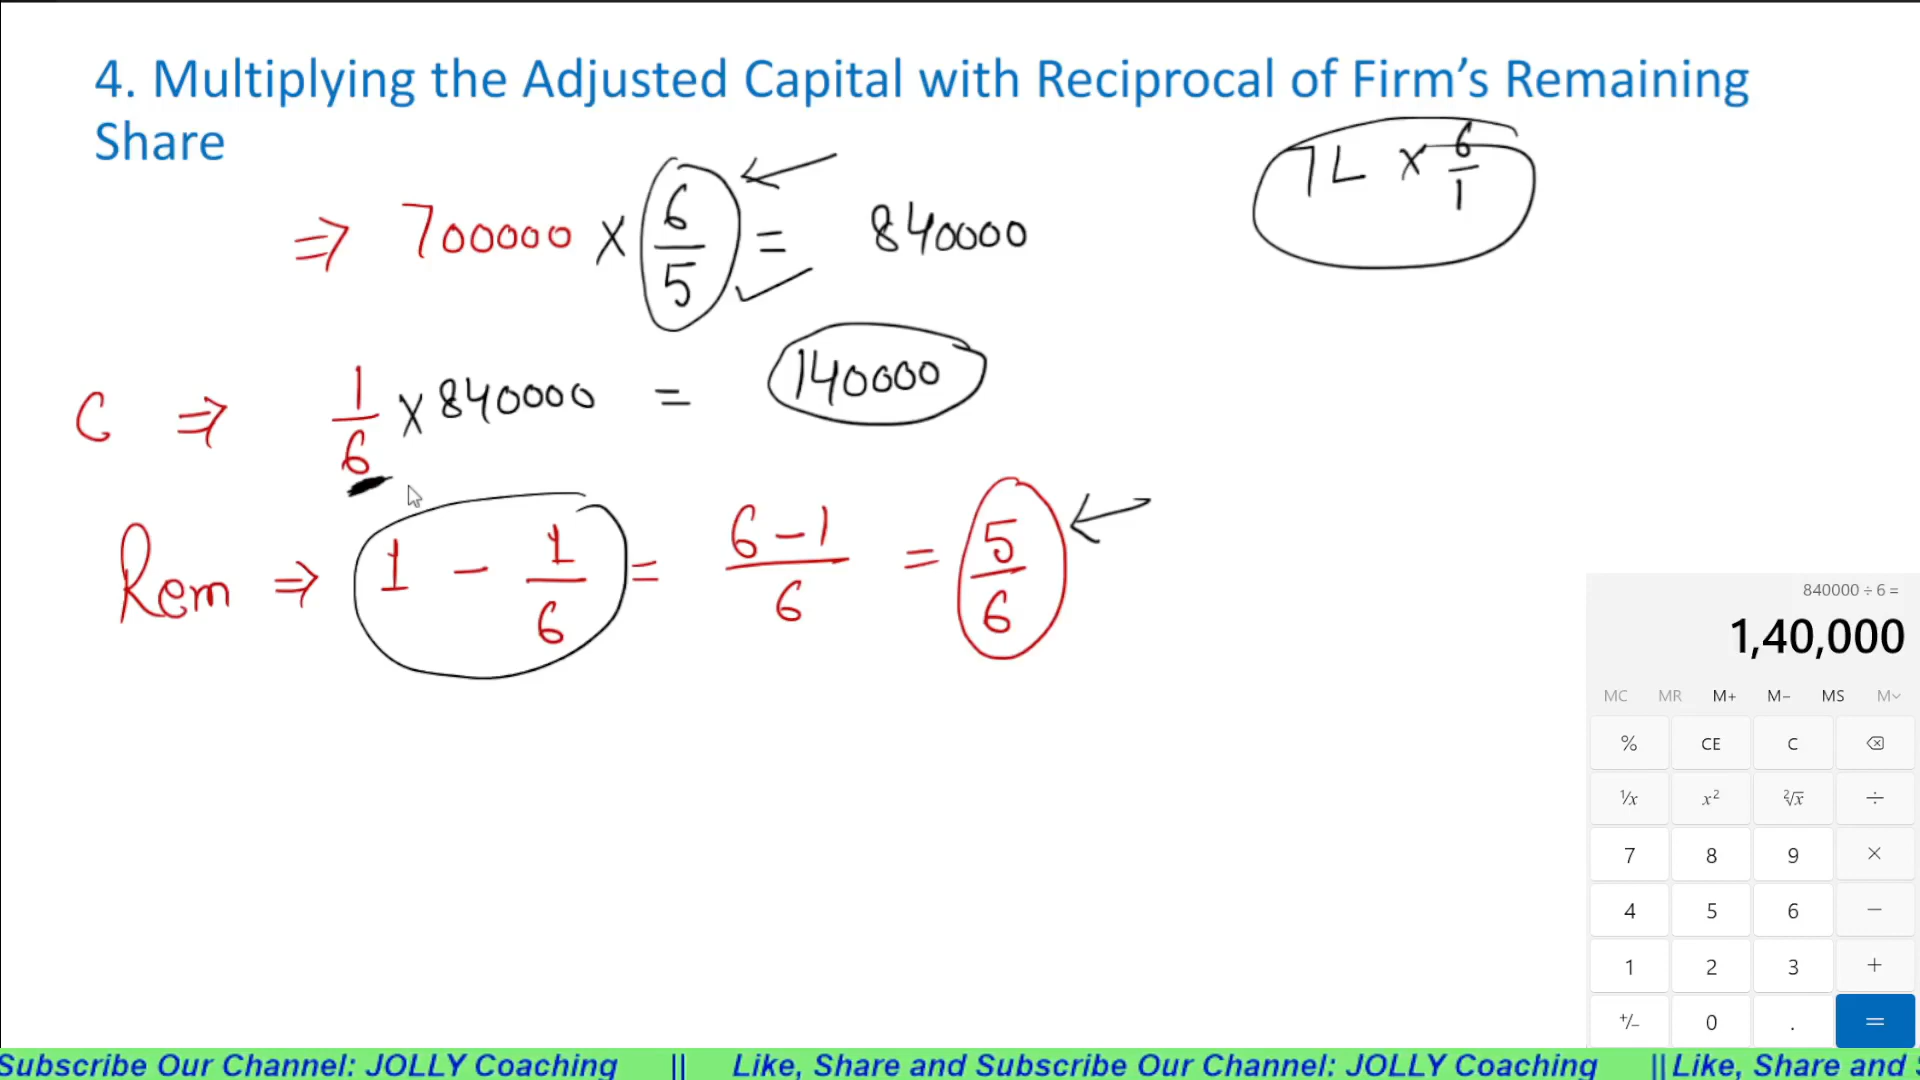 4. Multiplying the Adjusted Capital with Reciprocal of Firm's Remaining
Share
7L × 6/1
⇒ 700000 × 6/5 = 840000
C ⇒ 1/6 × 840000 = 140000
Rem ⇒ 1 - 1/6 = 6-1/6 = 5/6
840000 ÷ 6 =
1,40,000
MC MR M+ M- MS M˅
% CE C ⌫
¹/x x² ²√x ÷
7 8 9 ×
4 5 6 −
1 2 3 +
+/− 0 . =
Subscribe Our Channel: JOLLY Coaching || Like, Share and Subscribe Our Channel: JOLLY Coaching || Like, Share and